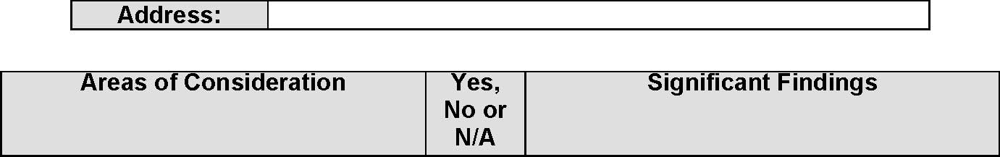 Address:
Areas of Consideration
Yes,
No or
N/A
Significant Findings